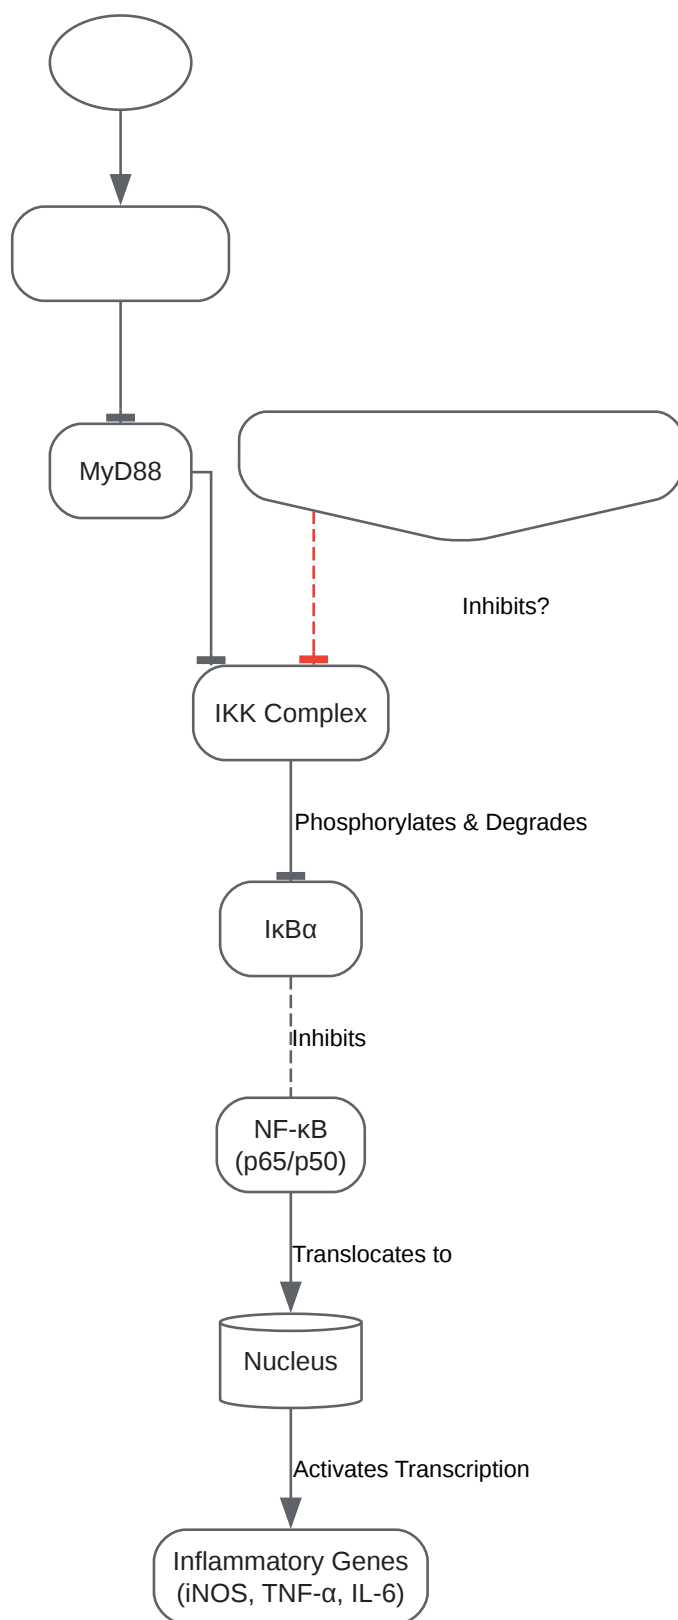 MyD88
Inhibits?
IKK Complex
Phosphorylates & Degrades
IκBα
Inhibits
NF-κB
(p65/p50)
Translocates to
Nucleus
Activates Transcription
Inflammatory Genes
(iNOS, TNF-α, IL-6)